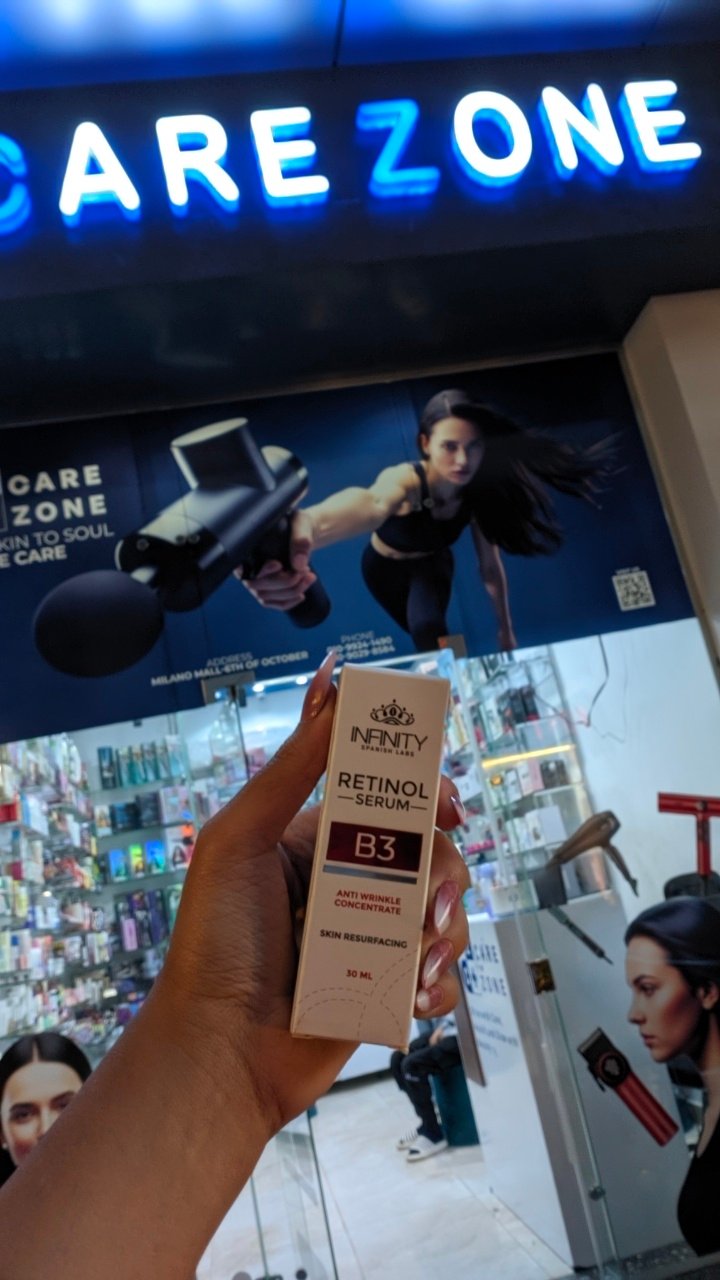 CARE ZONE
CARE
ZONE
SKIN TO SOUL
CARE
ADDRESS
MILANO MALL-6TH OF OCTOBER
PHONE
INFINITY
SPANISH LABS
RETINOL
SERUM
B3
ANTI WRINKLE
CONCENTRATE
SKIN RESURFACING
30 ML
CARE
ZONE